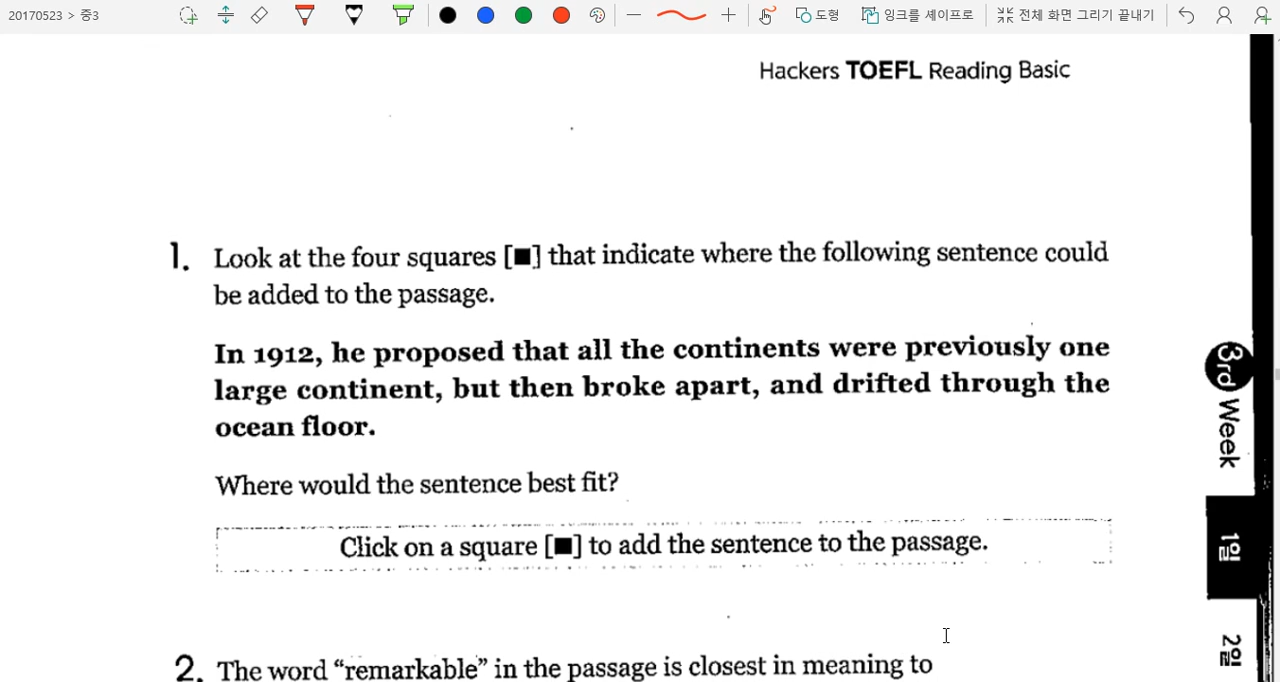 20170523 > 중3
도형
잉크를 셰이프로
전체 화면 그리기 끝내기
Hackers TOEFL Reading Basic
1. Look at the four squares [■] that indicate where the following sentence could
be added to the passage.
In 1912, he proposed that all the continents were previously one
large continent, but then broke apart, and drifted through the
ocean floor.
Where would the sentence best fit?
Click on a square [■] to add the sentence to the passage.
2. The word “remarkable” in the passage is closest in meaning to
3rd Week
1일
2일